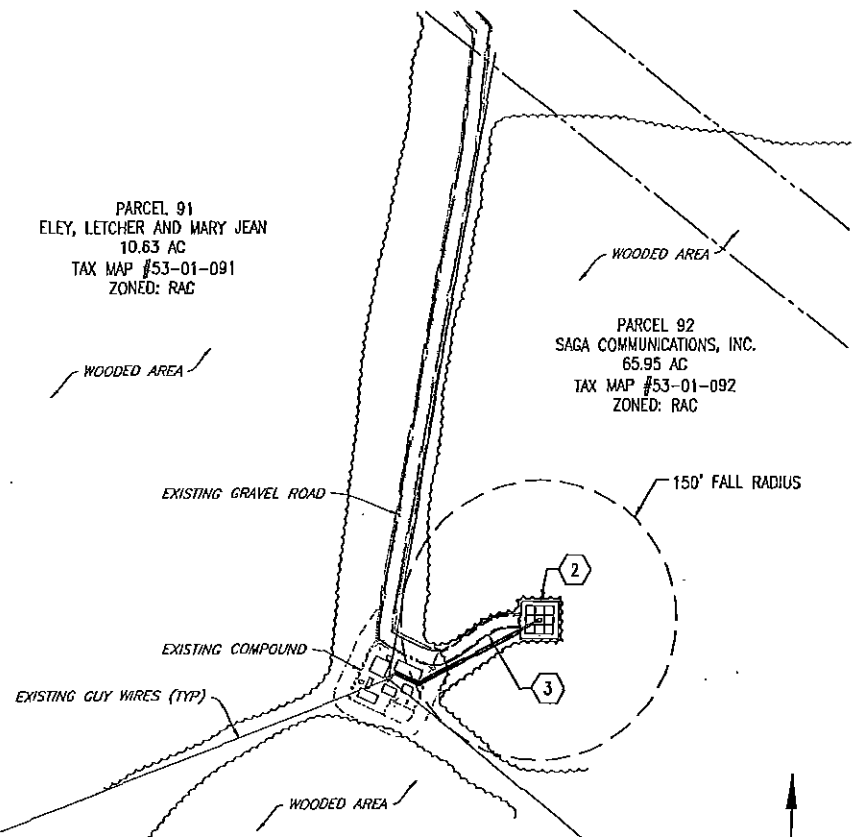 PARCEL 91
ELEY, LETCHER AND MARY JEAN
10.63 AC
TAX MAP #53-01-091
ZONED: RAC
WOODED AREA
WOODED AREA
PARCEL 92
SAGA COMMUNICATIONS, INC.
65.95 AC
TAX MAP #53-01-092
ZONED: RAC
EXISTING GRAVEL ROAD
150' FALL RADIUS
2
EXISTING COMPOUND
3
EXISTING GUY WIRES (TYP)
WOODED AREA